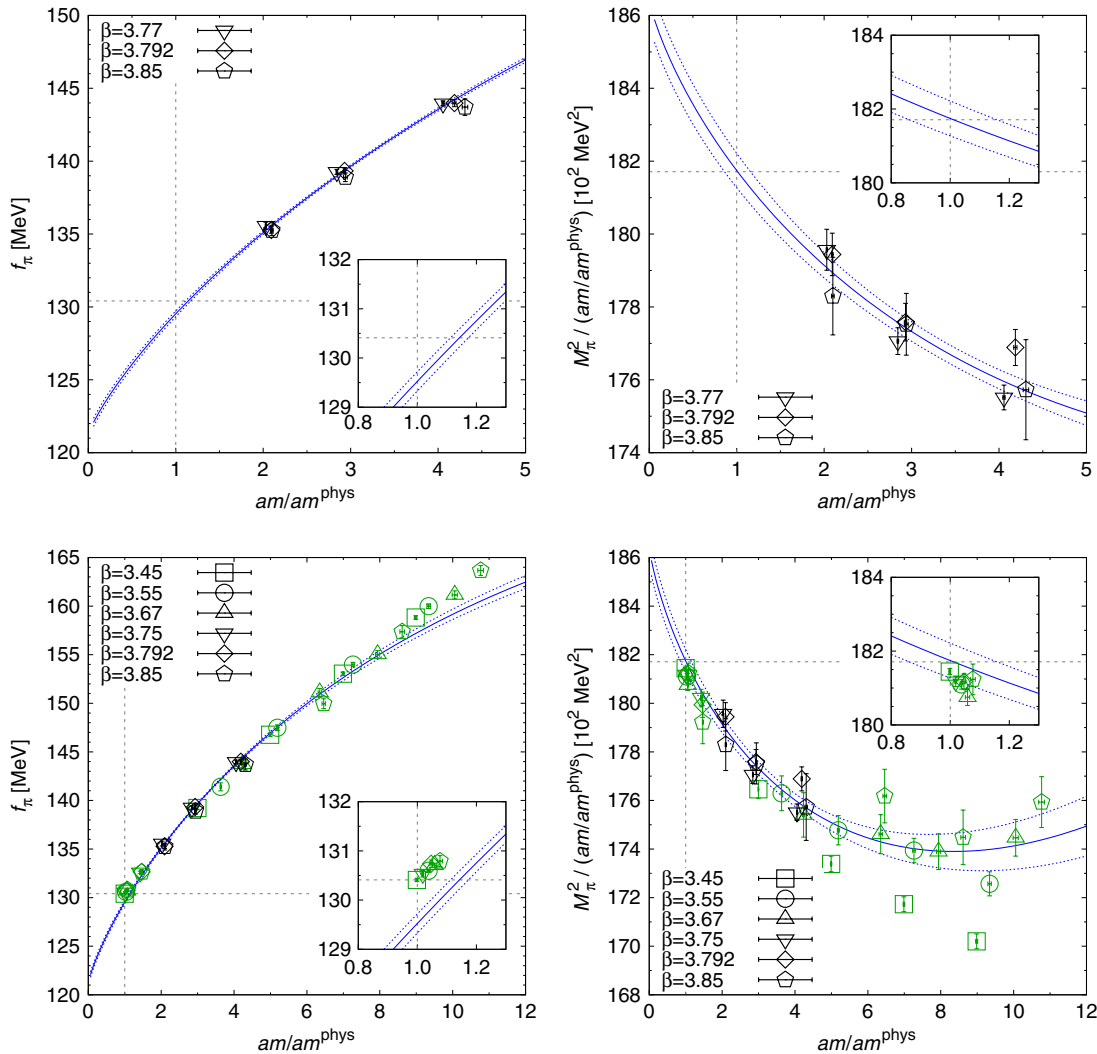 150
145
140
135
130
125
120
0 1 2 3 4 5
f_π [MeV]
am/am^phys
β=3.77
β=3.792
β=3.85
132
131
130
129
0.8 1.0 1.2
186
184
182
180
178
176
174
0 1 2 3 4 5
M_π^2 / (am/am^phys) [10^2 MeV^2]
am/am^phys
β=3.77
β=3.792
β=3.85
184
182
180
0.8 1.0 1.2
165
160
155
150
145
140
135
130
125
120
0 2 4 6 8 10 12
f_π [MeV]
am/am^phys
β=3.45
β=3.55
β=3.67
β=3.75
β=3.792
β=3.85
132
131
130
129
0.8 1.0 1.2
186
184
182
180
178
176
174
172
170
168
0 2 4 6 8 10 12
M_π^2 / (am/am^phys) [10^2 MeV^2]
am/am^phys
β=3.45
β=3.55
β=3.67
β=3.75
β=3.792
β=3.85
184
182
180
0.8 1.0 1.2